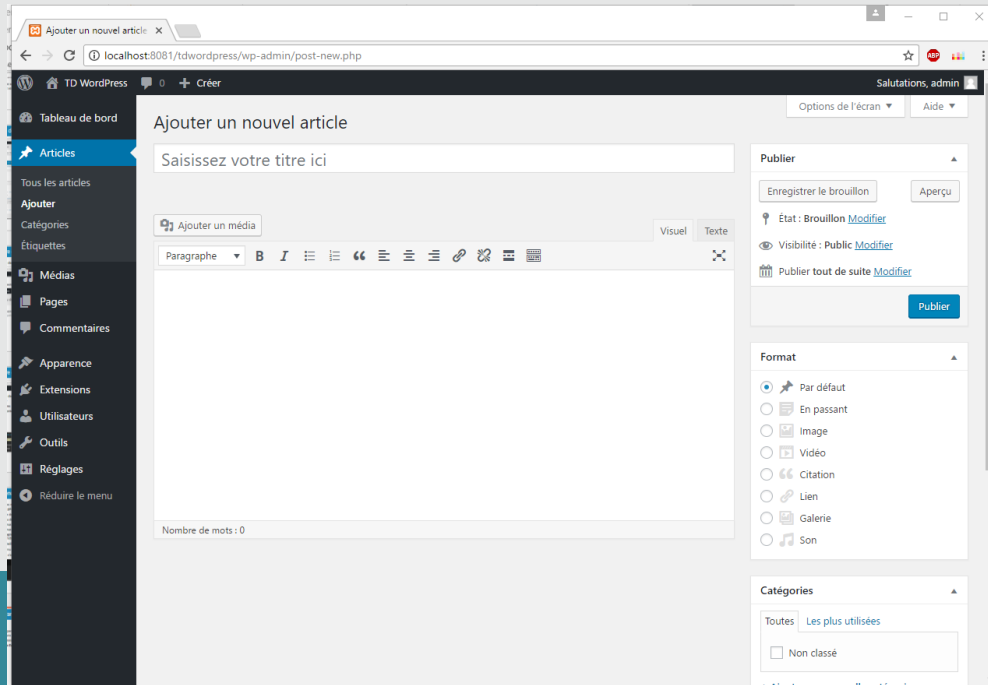 Ajouter un nouvel article
localhost:8081/tdwordpress/wp-admin/post-new.php
ABP
TD WordPress 0 + Créer
Salutations, admin
Options de l'écran ▼ Aide ▼
Tableau de bord
Articles
Tous les articles
Ajouter
Catégories
Étiquettes
Médias
Pages
Commentaires
Apparence
Extensions
Utilisateurs
Outils
Réglages
Réduire le menu
Ajouter un nouvel article
Saisissez votre titre ici
Ajouter un média
Visuel Texte
Paragraphe ▼ B I
Nombre de mots : 0
Publier
Enregistrer le brouillon Aperçu
État : Brouillon Modifier
Visibilité : Public Modifier
Publier tout de suite Modifier
Publier
Format
Par défaut
En passant
Image
Vidéo
Citation
Lien
Galerie
Son
Catégories
Toutes Les plus utilisées
Non classé